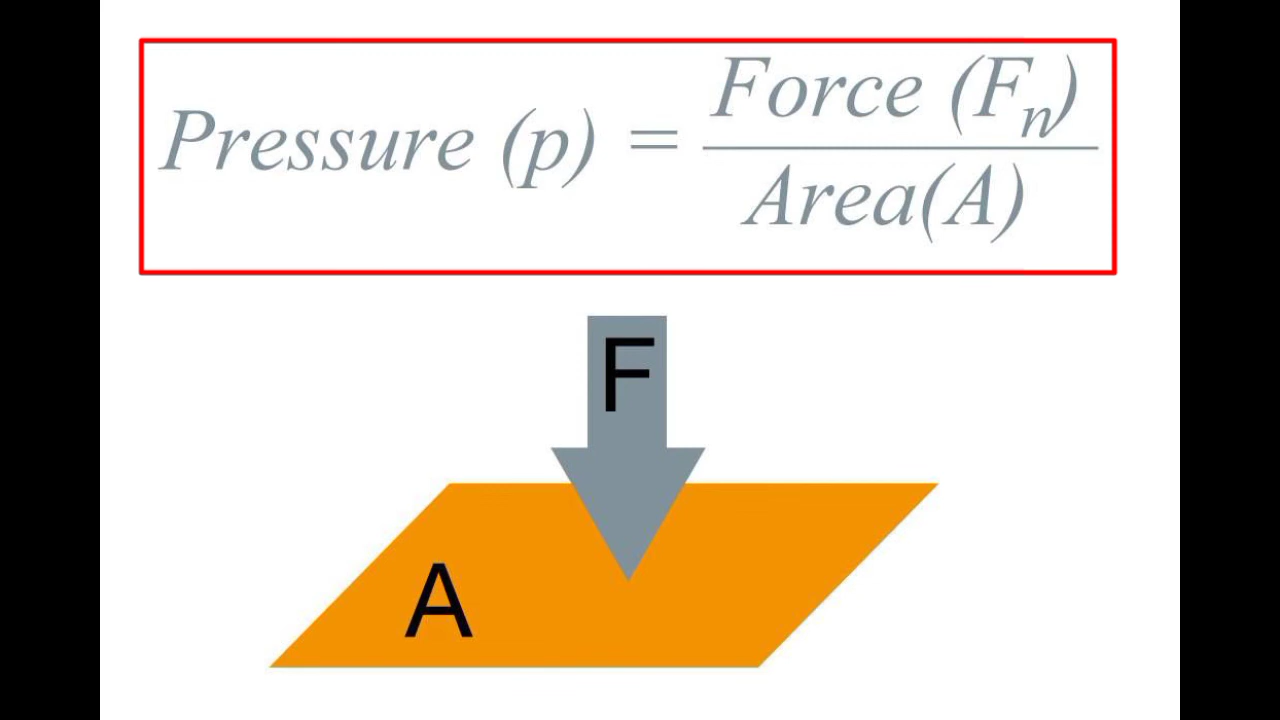 Pressure (p) = Force (Fn) / Area(A)
F
A